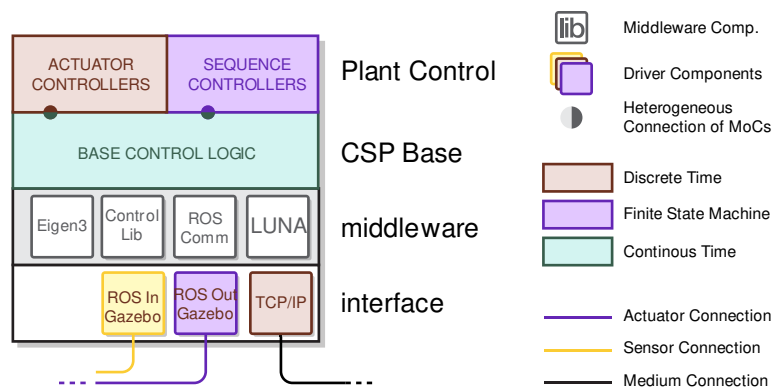 ACTUATOR
CONTROLLERS
SEQUENCE
CONTROLLERS
Plant Control
BASE CONTROL LOGIC
CSP Base
Eigen3
Control
Lib
ROS
Comm
LUNA
middleware
ROS In
Gazebo
ROS Out
Gazebo
TCP/IP
interface
lib
Middleware Comp.
Driver Components
Heterogeneous
Connection of MoCs
Discrete Time
Finite State Machine
Continous Time
Actuator Connection
Sensor Connection
Medium Connection